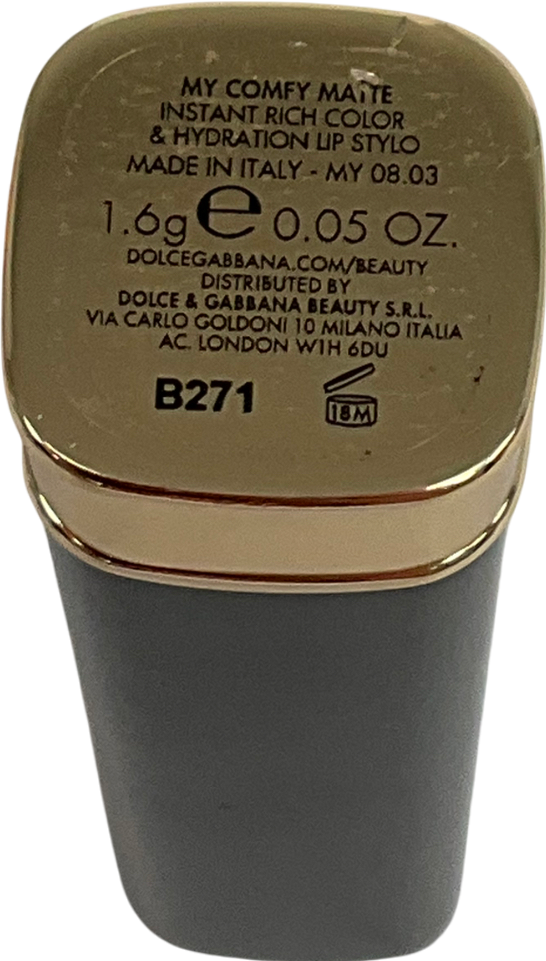 MY COMFY MATTE
INSTANT RICH COLOR
& HYDRATION LIP STYLO
MADE IN ITALY - MY 08.03
1.6g e 0.05 OZ.
DOLCEGABBANA.COM/BEAUTY
DISTRIBUTED BY
DOLCE & GABBANA BEAUTY S.R.L.
VIA CARLO GOLDONI 10 MILANO ITALIA
AC. LONDON W1H 6DU
B271 18M